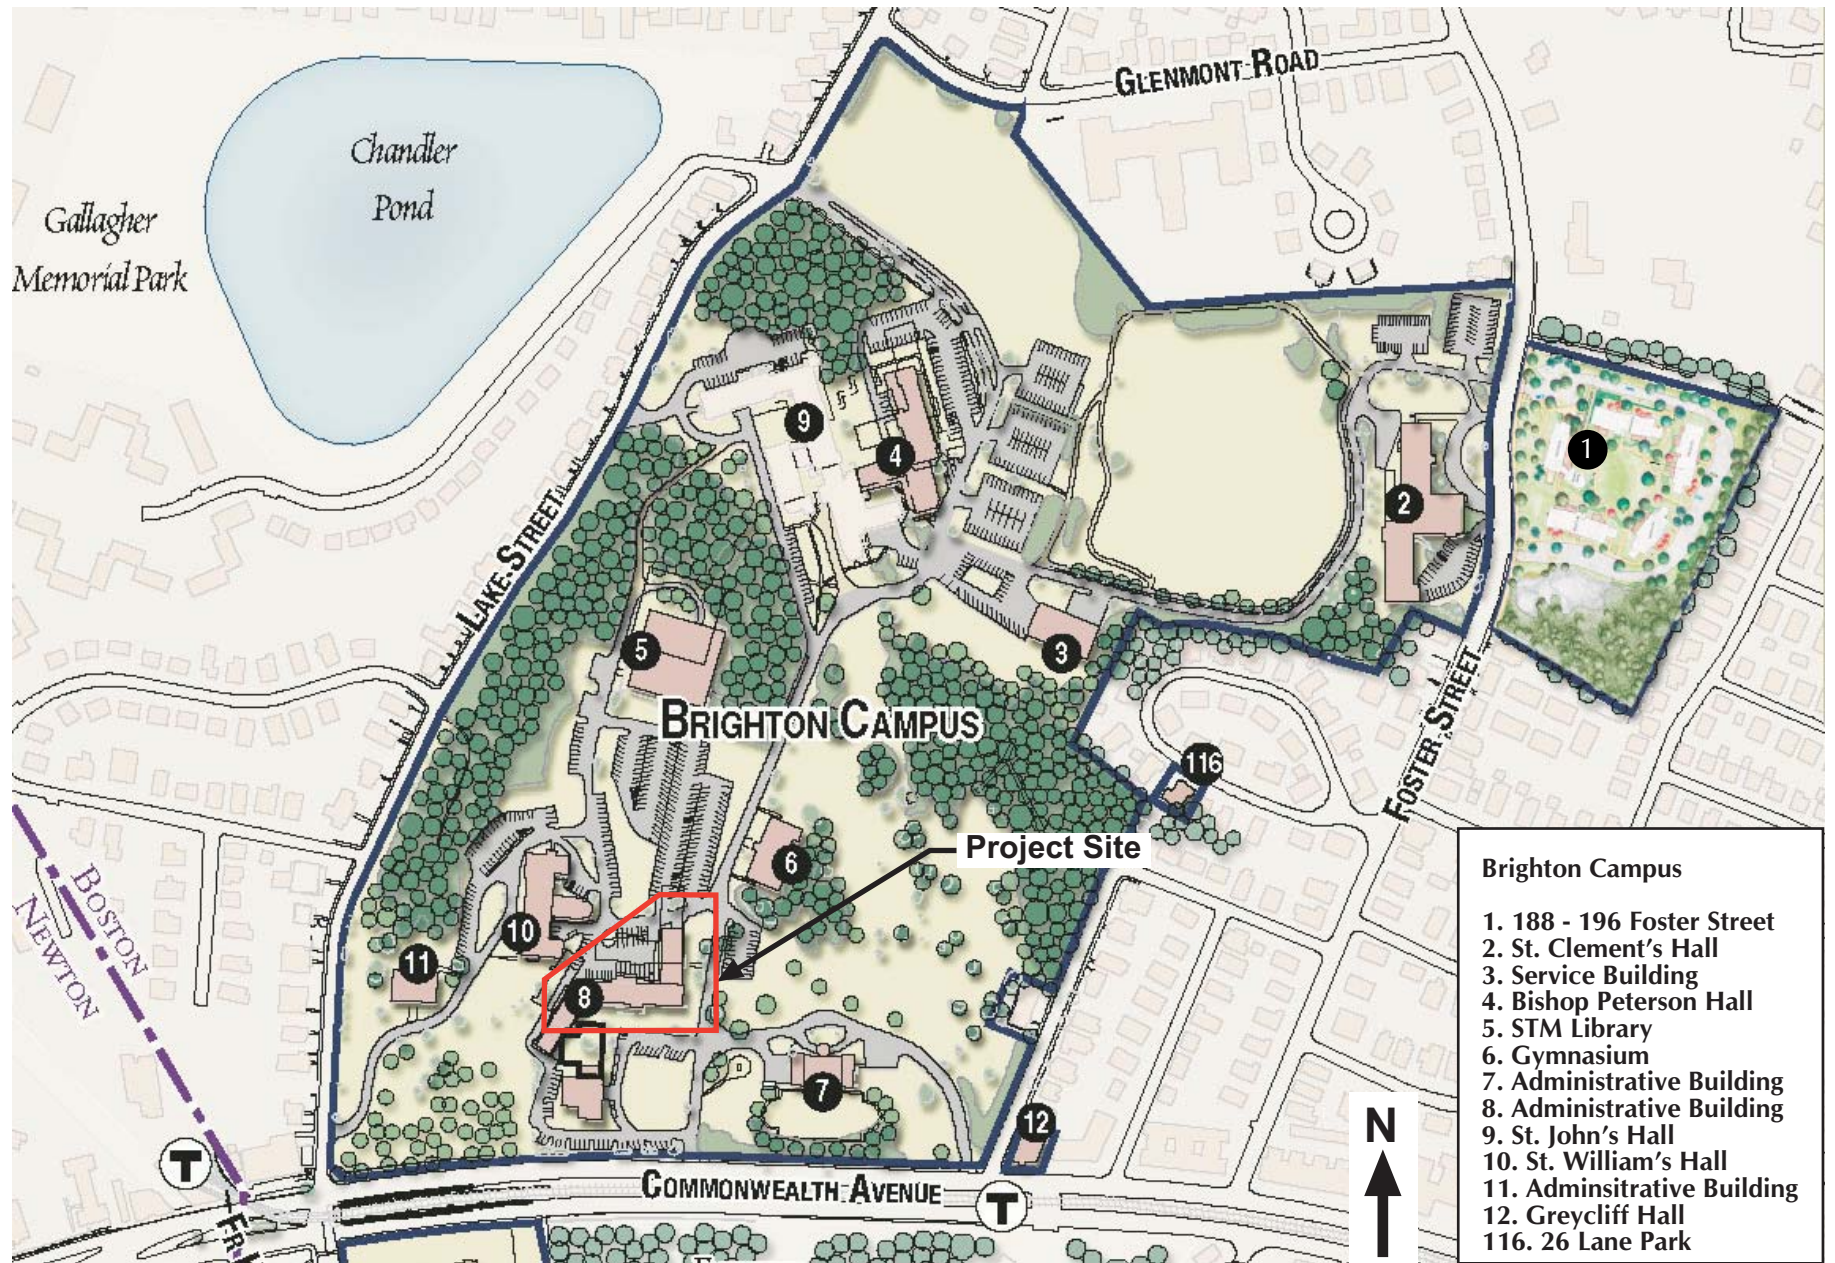 GLENMONT ROAD
Chandler
Pond
Gallagher
Memorial Park
9
4
1
2
LAKE STREET
5
3
BRIGHTON CAMPUS
116
FOSTER STREET
6
Project Site
BOSTON
NEWTON
10
11
8
7
12
T
COMMONWEALTH AVENUE
T
N
Brighton Campus
1. 188 - 196 Foster Street
2. St. Clement's Hall
3. Service Building
4. Bishop Peterson Hall
5. STM Library
6. Gymnasium
7. Administrative Building
8. Administrative Building
9. St. John's Hall
10. St. William's Hall
11. Adminsitrative Building
12. Greycliff Hall
116. 26 Lane Park